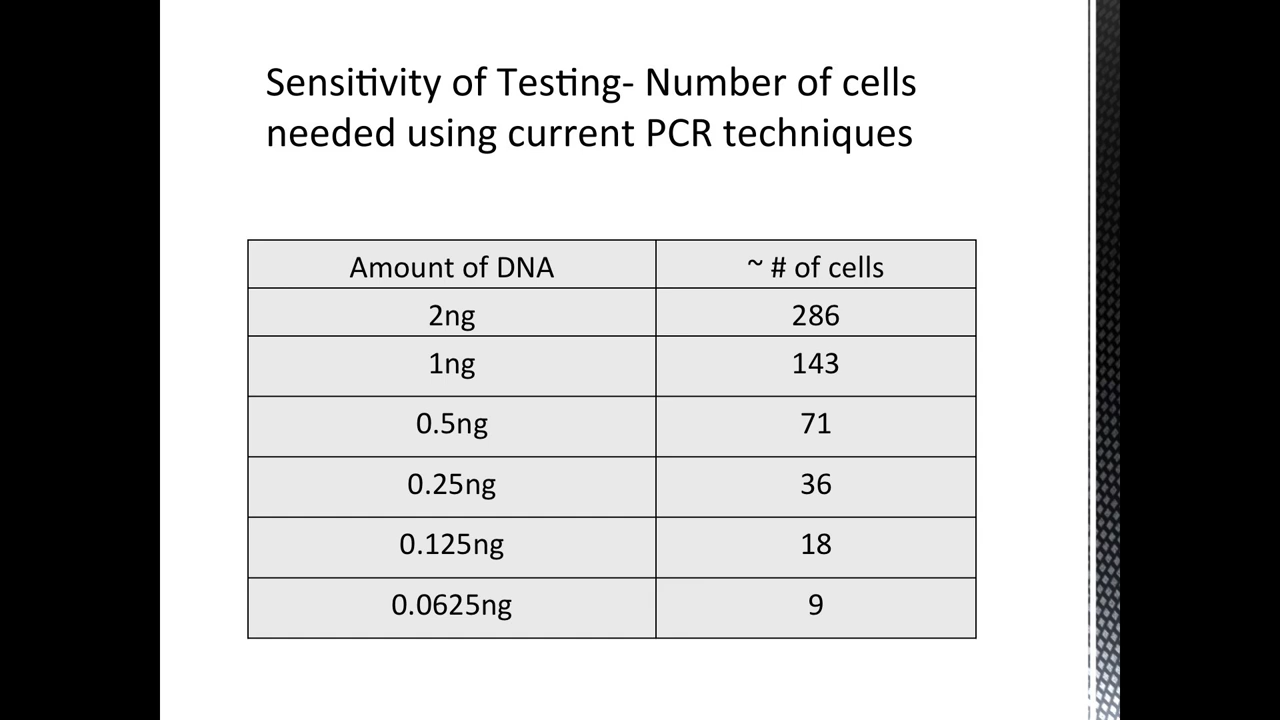 Sensitivity of Testing- Number of cells
needed using current PCR techniques
Amount of DNA ~ # of cells
2ng 286
1ng 143
0.5ng 71
0.25ng 36
0.125ng 18
0.0625ng 9